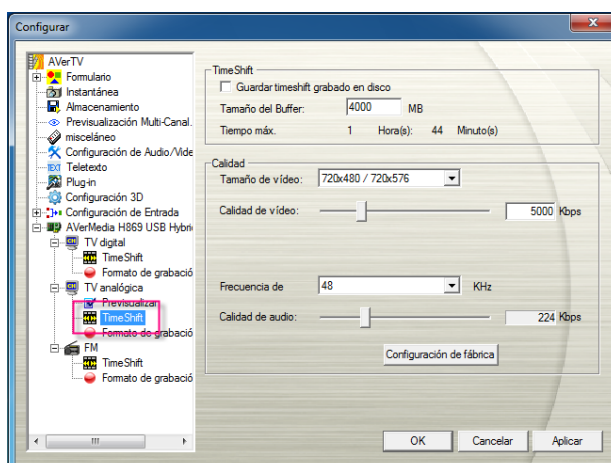 Configurar
AVerTV
Formulario
Instantánea
Almacenamiento
Previsualización Multi-Canal.
misceláneo
Configuración de Audio/Vide
TEXT Teletexto
Plug-in
Configuración 3D
Configuración de Entrada
AVerMedia H869 USB Hybri
TV digital
TimeShift
Formato de grabació
TV analógica
Previsualizar
TimeShift
Formato de grabació
FM
TimeShift
Formato de grabació
TimeShift
Guardar timeshift grabado en disco
Tamaño del Buffer: 4000 MB
Tiempo máx. 1 Hora(s): 44 Minuto(s)
Calidad
Tamaño de vídeo: 720x480 / 720x576
Calidad de vídeo: 5000 Kbps
Frecuencia de 48 KHz
Calidad de audio: 224 Kbps
Configuración de fábrica
OK Cancelar Aplicar